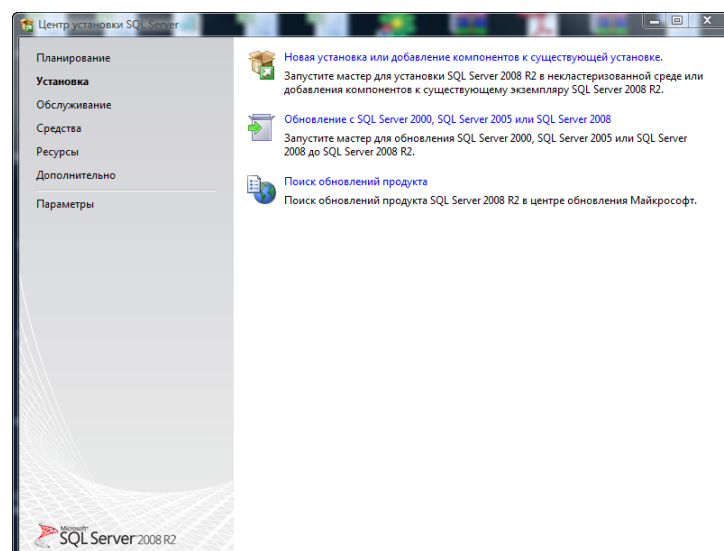 Центр установки SQL Server
Планирование
Установка
Обслуживание
Средства
Ресурсы
Дополнительно
Параметры
Новая установка или добавление компонентов к существующей установке.
Запустите мастер для установки SQL Server 2008 R2 в некластеризованной среде или
добавления компонентов к существующему экземпляру SQL Server 2008 R2.
Обновление с SQL Server 2000, SQL Server 2005 или SQL Server 2008
Запустите мастер для обновления SQL Server 2000, SQL Server 2005 или SQL Server
2008 до SQL Server 2008 R2.
Поиск обновлений продукта
Поиск обновлений продукта SQL Server 2008 R2 в центре обновления Майкрософт.
Microsoft
SQL Server 2008 R2